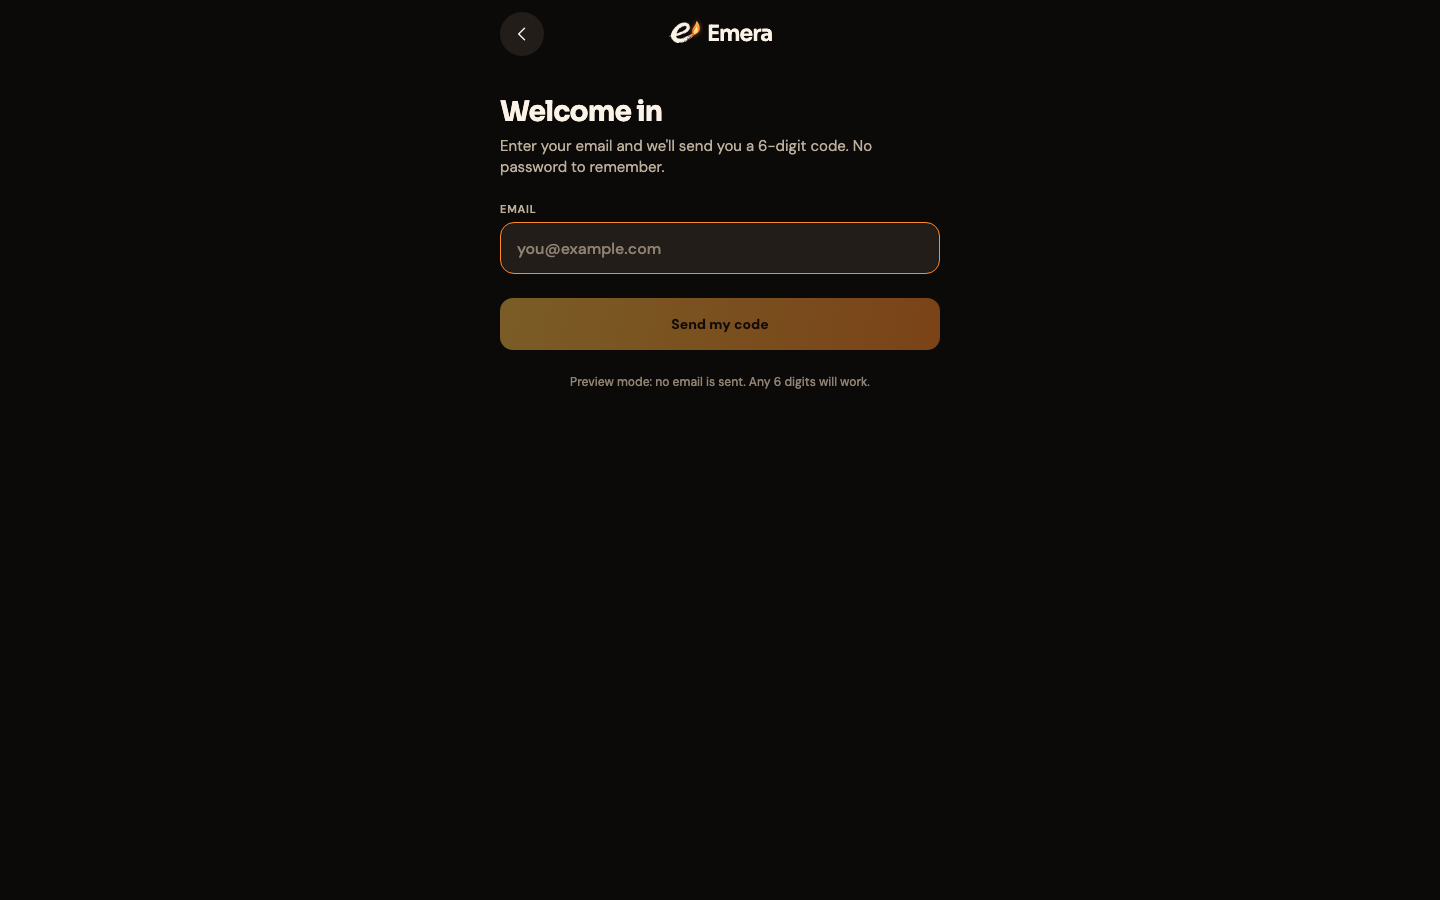 Emera
Welcome in
Enter your email and we'll send you a 6-digit code. No
password to remember.
EMAIL
you@example.com
Send my code
Preview mode: no email is sent. Any 6 digits will work.